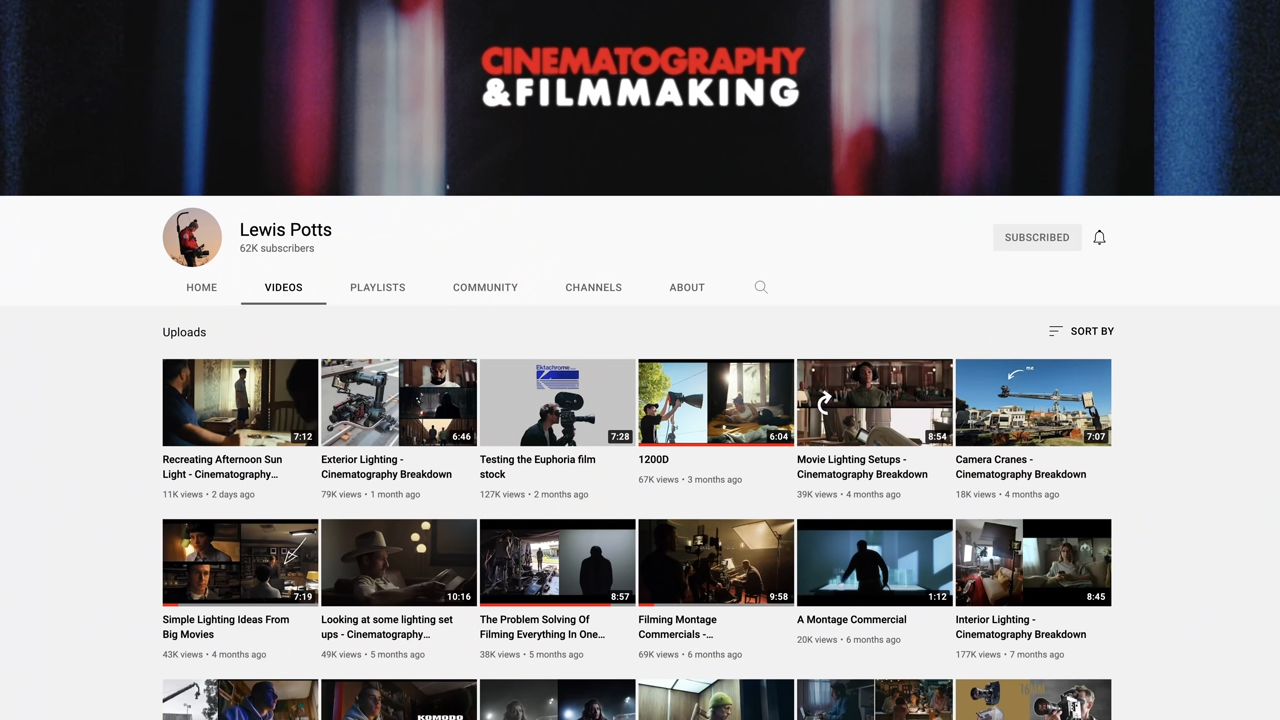 CINEMATOGRAPHY
&FILMMAKING
Lewis Potts
62K subscribers
SUBSCRIBED
HOME
VIDEOS
PLAYLISTS
COMMUNITY
CHANNELS
ABOUT
Uploads
SORT BY
7:12
6:46
Ektachrome
7:28
6:04
8:54
me
7:07
Recreating Afternoon Sun
Light - Cinematography...
11K views • 2 days ago
Exterior Lighting -
Cinematography Breakdown
79K views • 1 month ago
Testing the Euphoria film
stock
127K views • 2 months ago
1200D
67K views • 3 months ago
Movie Lighting Setups -
Cinematography Breakdown
39K views • 4 months ago
Camera Cranes -
Cinematography Breakdown
18K views • 4 months ago
7:19
10:16
8:57
9:58
1:12
8:45
Simple Lighting Ideas From
Big Movies
43K views • 4 months ago
Looking at some lighting set
ups - Cinematography...
49K views • 5 months ago
The Problem Solving Of
Filming Everything In One...
38K views • 5 months ago
Filming Montage
Commercials -...
69K views • 6 months ago
A Montage Commercial
20K views • 6 months ago
Interior Lighting -
Cinematography Breakdown
177K views • 7 months ago
KOMODO